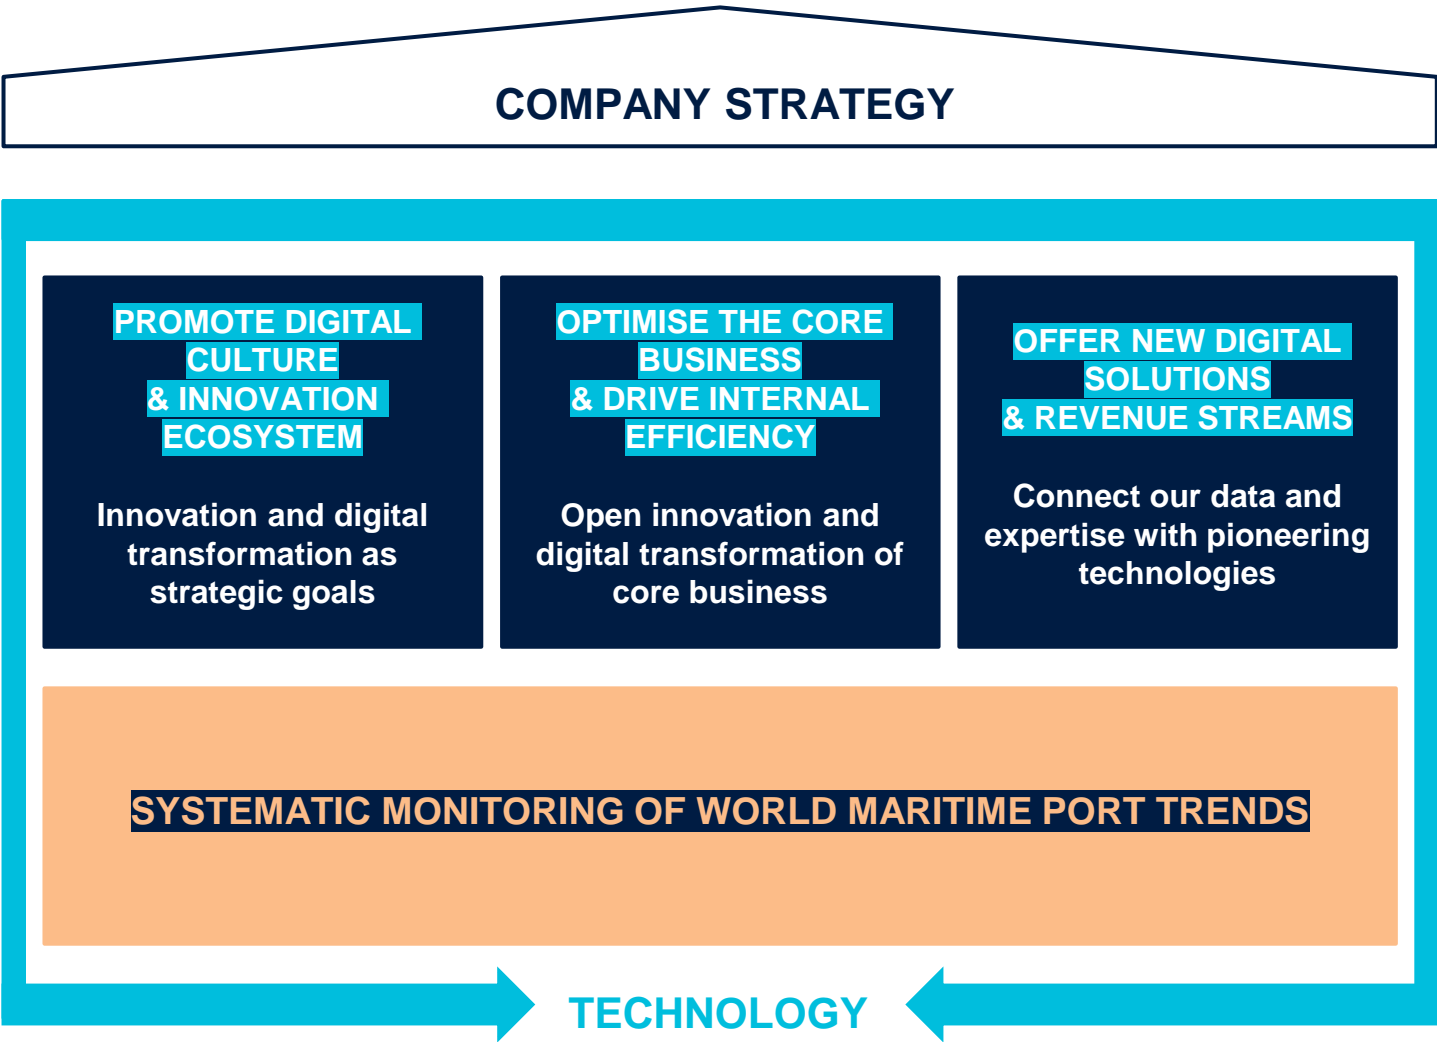 COMPANY STRATEGY
PROMOTE DIGITAL
CULTURE
& INNOVATION
ECOSYSTEM
Innovation and digital
transformation as
strategic goals
OPTIMISE THE CORE
BUSINESS
& DRIVE INTERNAL
EFFICIENCY
Open innovation and
digital transformation of
core business
OFFER NEW DIGITAL
SOLUTIONS
& REVENUE STREAMS
Connect our data and
expertise with pioneering
technologies
SYSTEMATIC MONITORING OF WORLD MARITIME PORT TRENDS
TECHNOLOGY